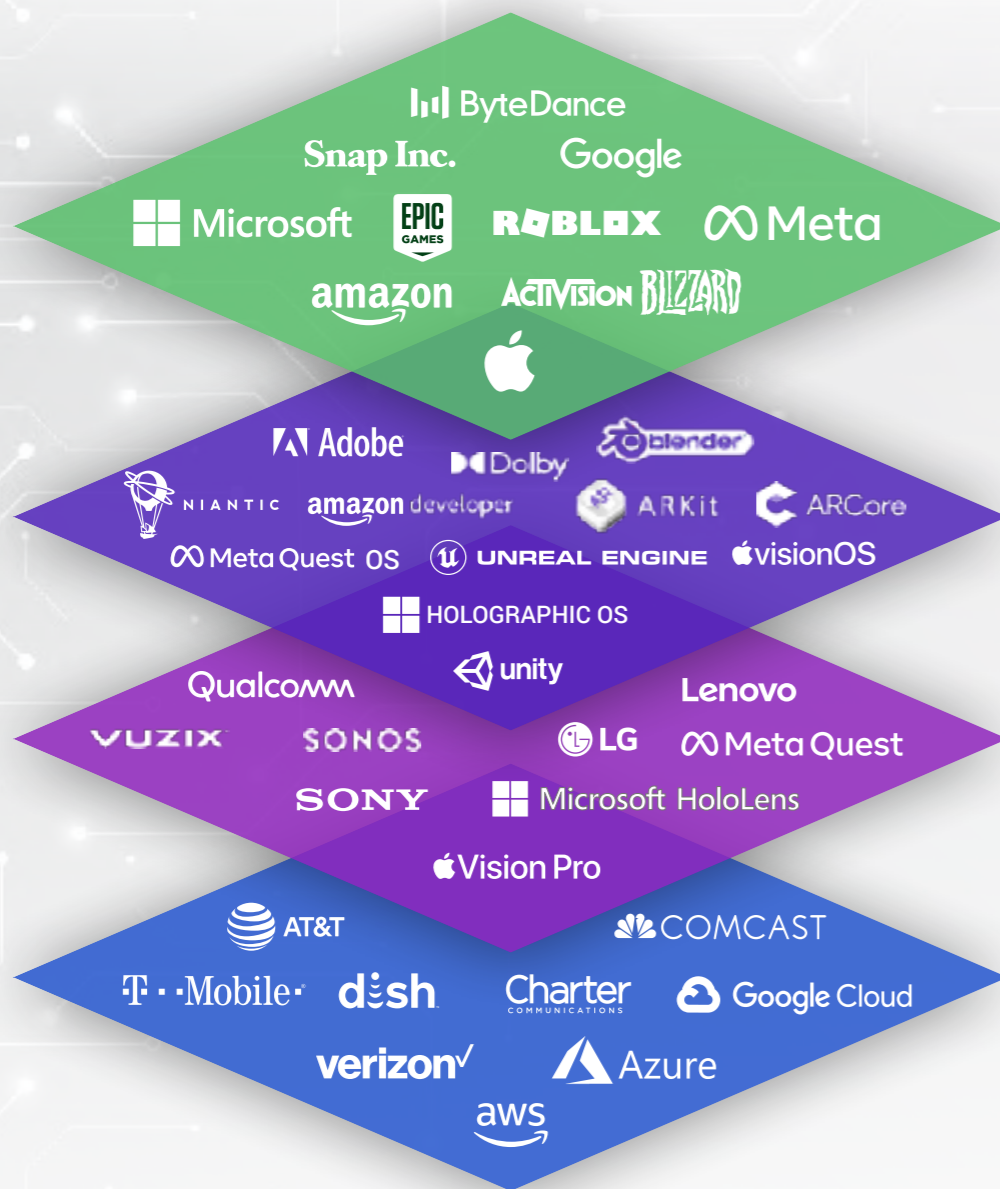 ByteDance
Snap Inc. Google
Microsoft EPIC GAMES ROBLOX Meta
amazon ACTIVISION BLIZZARD
Adobe Dolby blender
NIANTIC amazon developer ARKit ARCore
Meta Quest OS UNREAL ENGINE visionOS
HOLOGRAPHIC OS
unity
Qualcomm Lenovo
VUZIX SONOS LG Meta Quest
SONY Microsoft HoloLens
Vision Pro
AT&T COMCAST
T··Mobile· dish Charter COMMUNICATIONS Google Cloud
verizon✓ Azure
aws